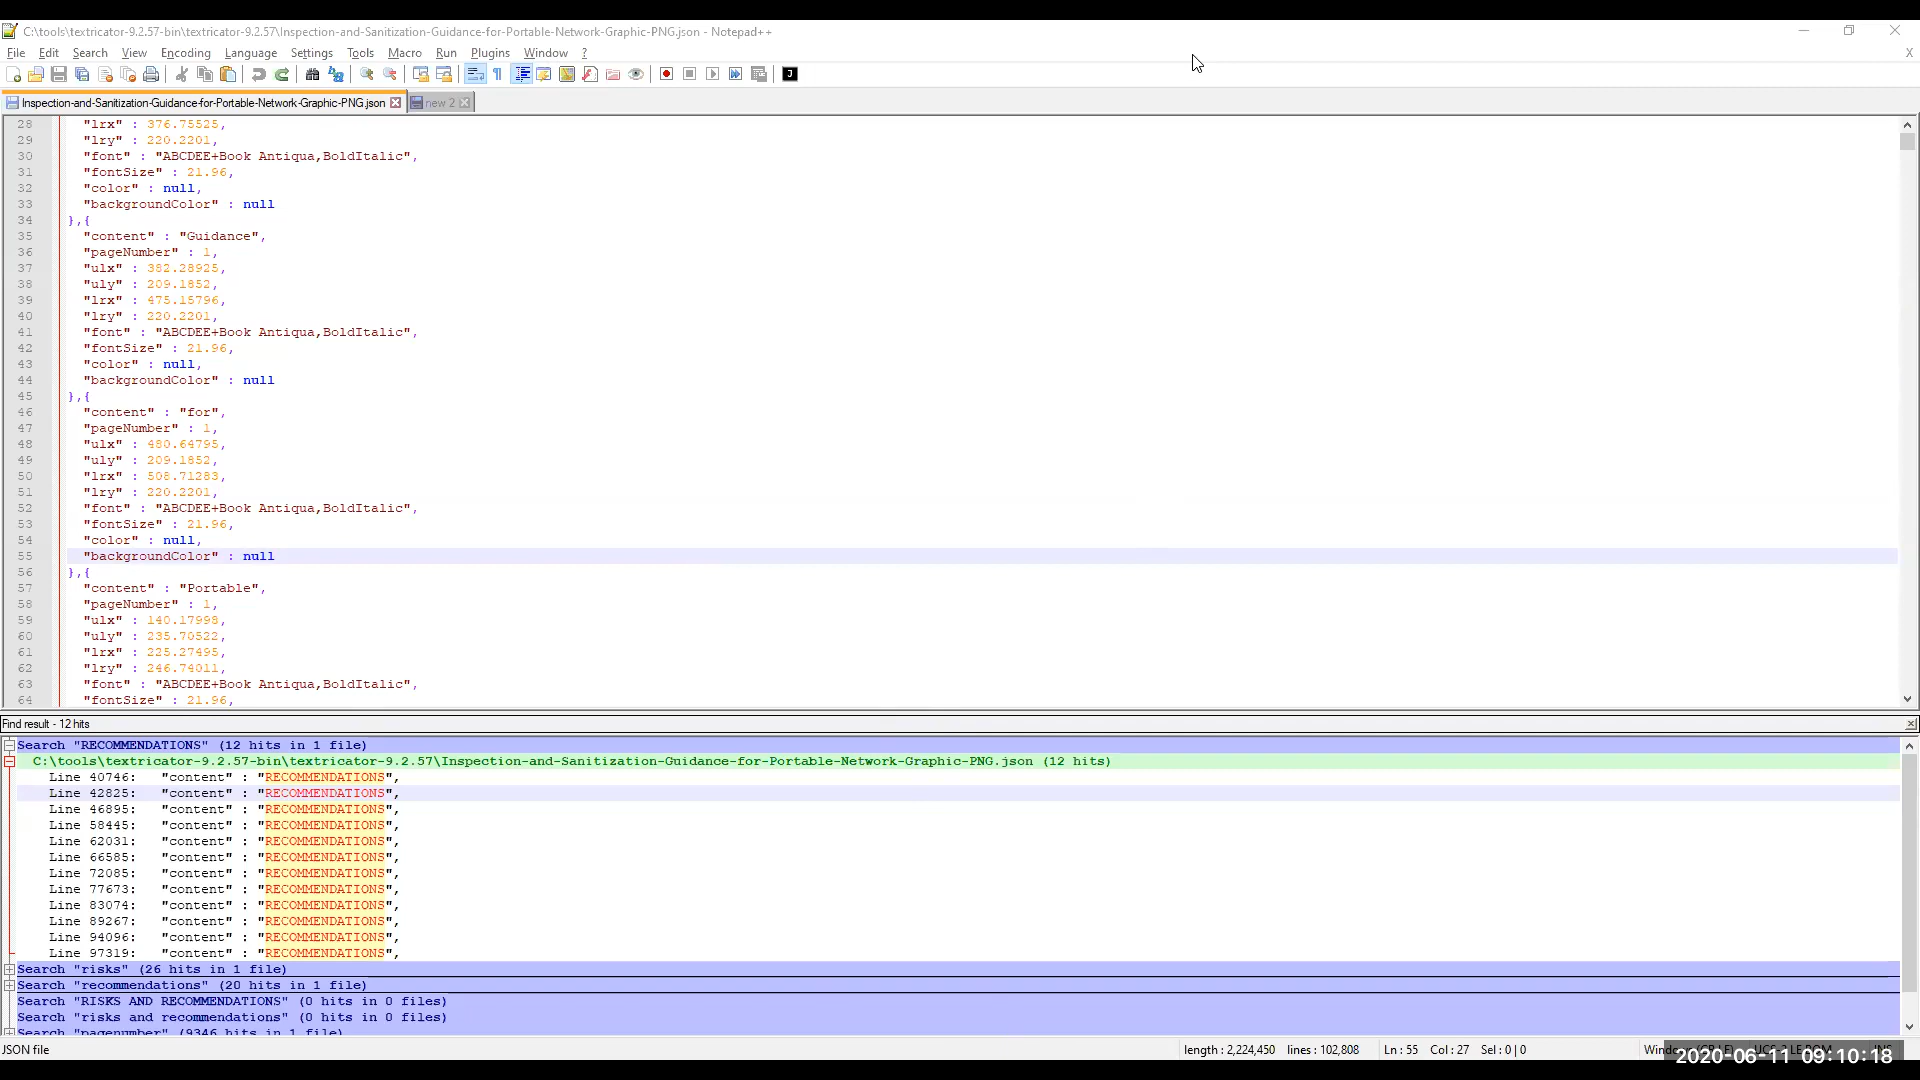 C:\tools\textricator-9.2.57-bin\textricator-9.2.57\Inspection-and-Sanitization-Guidance-for-Portable-Network-Graphic-PNG.json - Notepad++
File Edit Search View Encoding Language Settings Tools Macro Run Plugins Window ? X
Inspection-and-Sanitization-Guidance-for-Portable-Network-Graphic-PNG.json new 2
28 "lrx" : 376.75525,
29 "lry" : 220.2201,
30 "font" : "ABCDEE+Book Antiqua,BoldItalic",
31 "fontSize" : 21.96,
32 "color" : null,
33 "backgroundColor" : null
34 },{
35 "content" : "Guidance",
36 "pageNumber" : 1,
37 "ulx" : 382.28925,
38 "uly" : 209.1852,
39 "lrx" : 475.15796,
40 "lry" : 220.2201,
41 "font" : "ABCDEE+Book Antiqua,BoldItalic",
42 "fontSize" : 21.96,
43 "color" : null,
44 "backgroundColor" : null
45 },{
46 "content" : "for",
47 "pageNumber" : 1,
48 "ulx" : 480.64795,
49 "uly" : 209.1852,
50 "lrx" : 508.71283,
51 "lry" : 220.2201,
52 "font" : "ABCDEE+Book Antiqua,BoldItalic",
53 "fontSize" : 21.96,
54 "color" : null,
55 "backgroundColor" : null
56 },{
57 "content" : "Portable",
58 "pageNumber" : 1,
59 "ulx" : 140.17998,
60 "uly" : 235.70522,
61 "lrx" : 225.27495,
62 "lry" : 246.74011,
63 "font" : "ABCDEE+Book Antiqua,BoldItalic",
64 "fontSize" : 21.96,
Find result - 12 hits
Search "RECOMMENDATIONS" (12 hits in 1 file)
C:\tools\textricator-9.2.57-bin\textricator-9.2.57\Inspection-and-Sanitization-Guidance-for-Portable-Network-Graphic-PNG.json (12 hits)
Line 40746: "content" : "RECOMMENDATIONS",
Line 42825: "content" : "RECOMMENDATIONS",
Line 46895: "content" : "RECOMMENDATIONS",
Line 58445: "content" : "RECOMMENDATIONS",
Line 62031: "content" : "RECOMMENDATIONS",
Line 66585: "content" : "RECOMMENDATIONS",
Line 72085: "content" : "RECOMMENDATIONS",
Line 77673: "content" : "RECOMMENDATIONS",
Line 83074: "content" : "RECOMMENDATIONS",
Line 89267: "content" : "RECOMMENDATIONS",
Line 94096: "content" : "RECOMMENDATIONS",
Line 97319: "content" : "RECOMMENDATIONS",
Search "risks" (26 hits in 1 file)
Search "recommendations" (20 hits in 1 file)
Search "RISKS AND RECOMMENDATIONS" (0 hits in 0 files)
Search "risks and recommendations" (0 hits in 0 files)
Search "pagenumber" (9346 hits in 1 file)
JSON file length : 2,224,450 lines : 102,808 Ln : 55 Col : 27 Sel : 0 | 0
2020-06-11 09:10:18